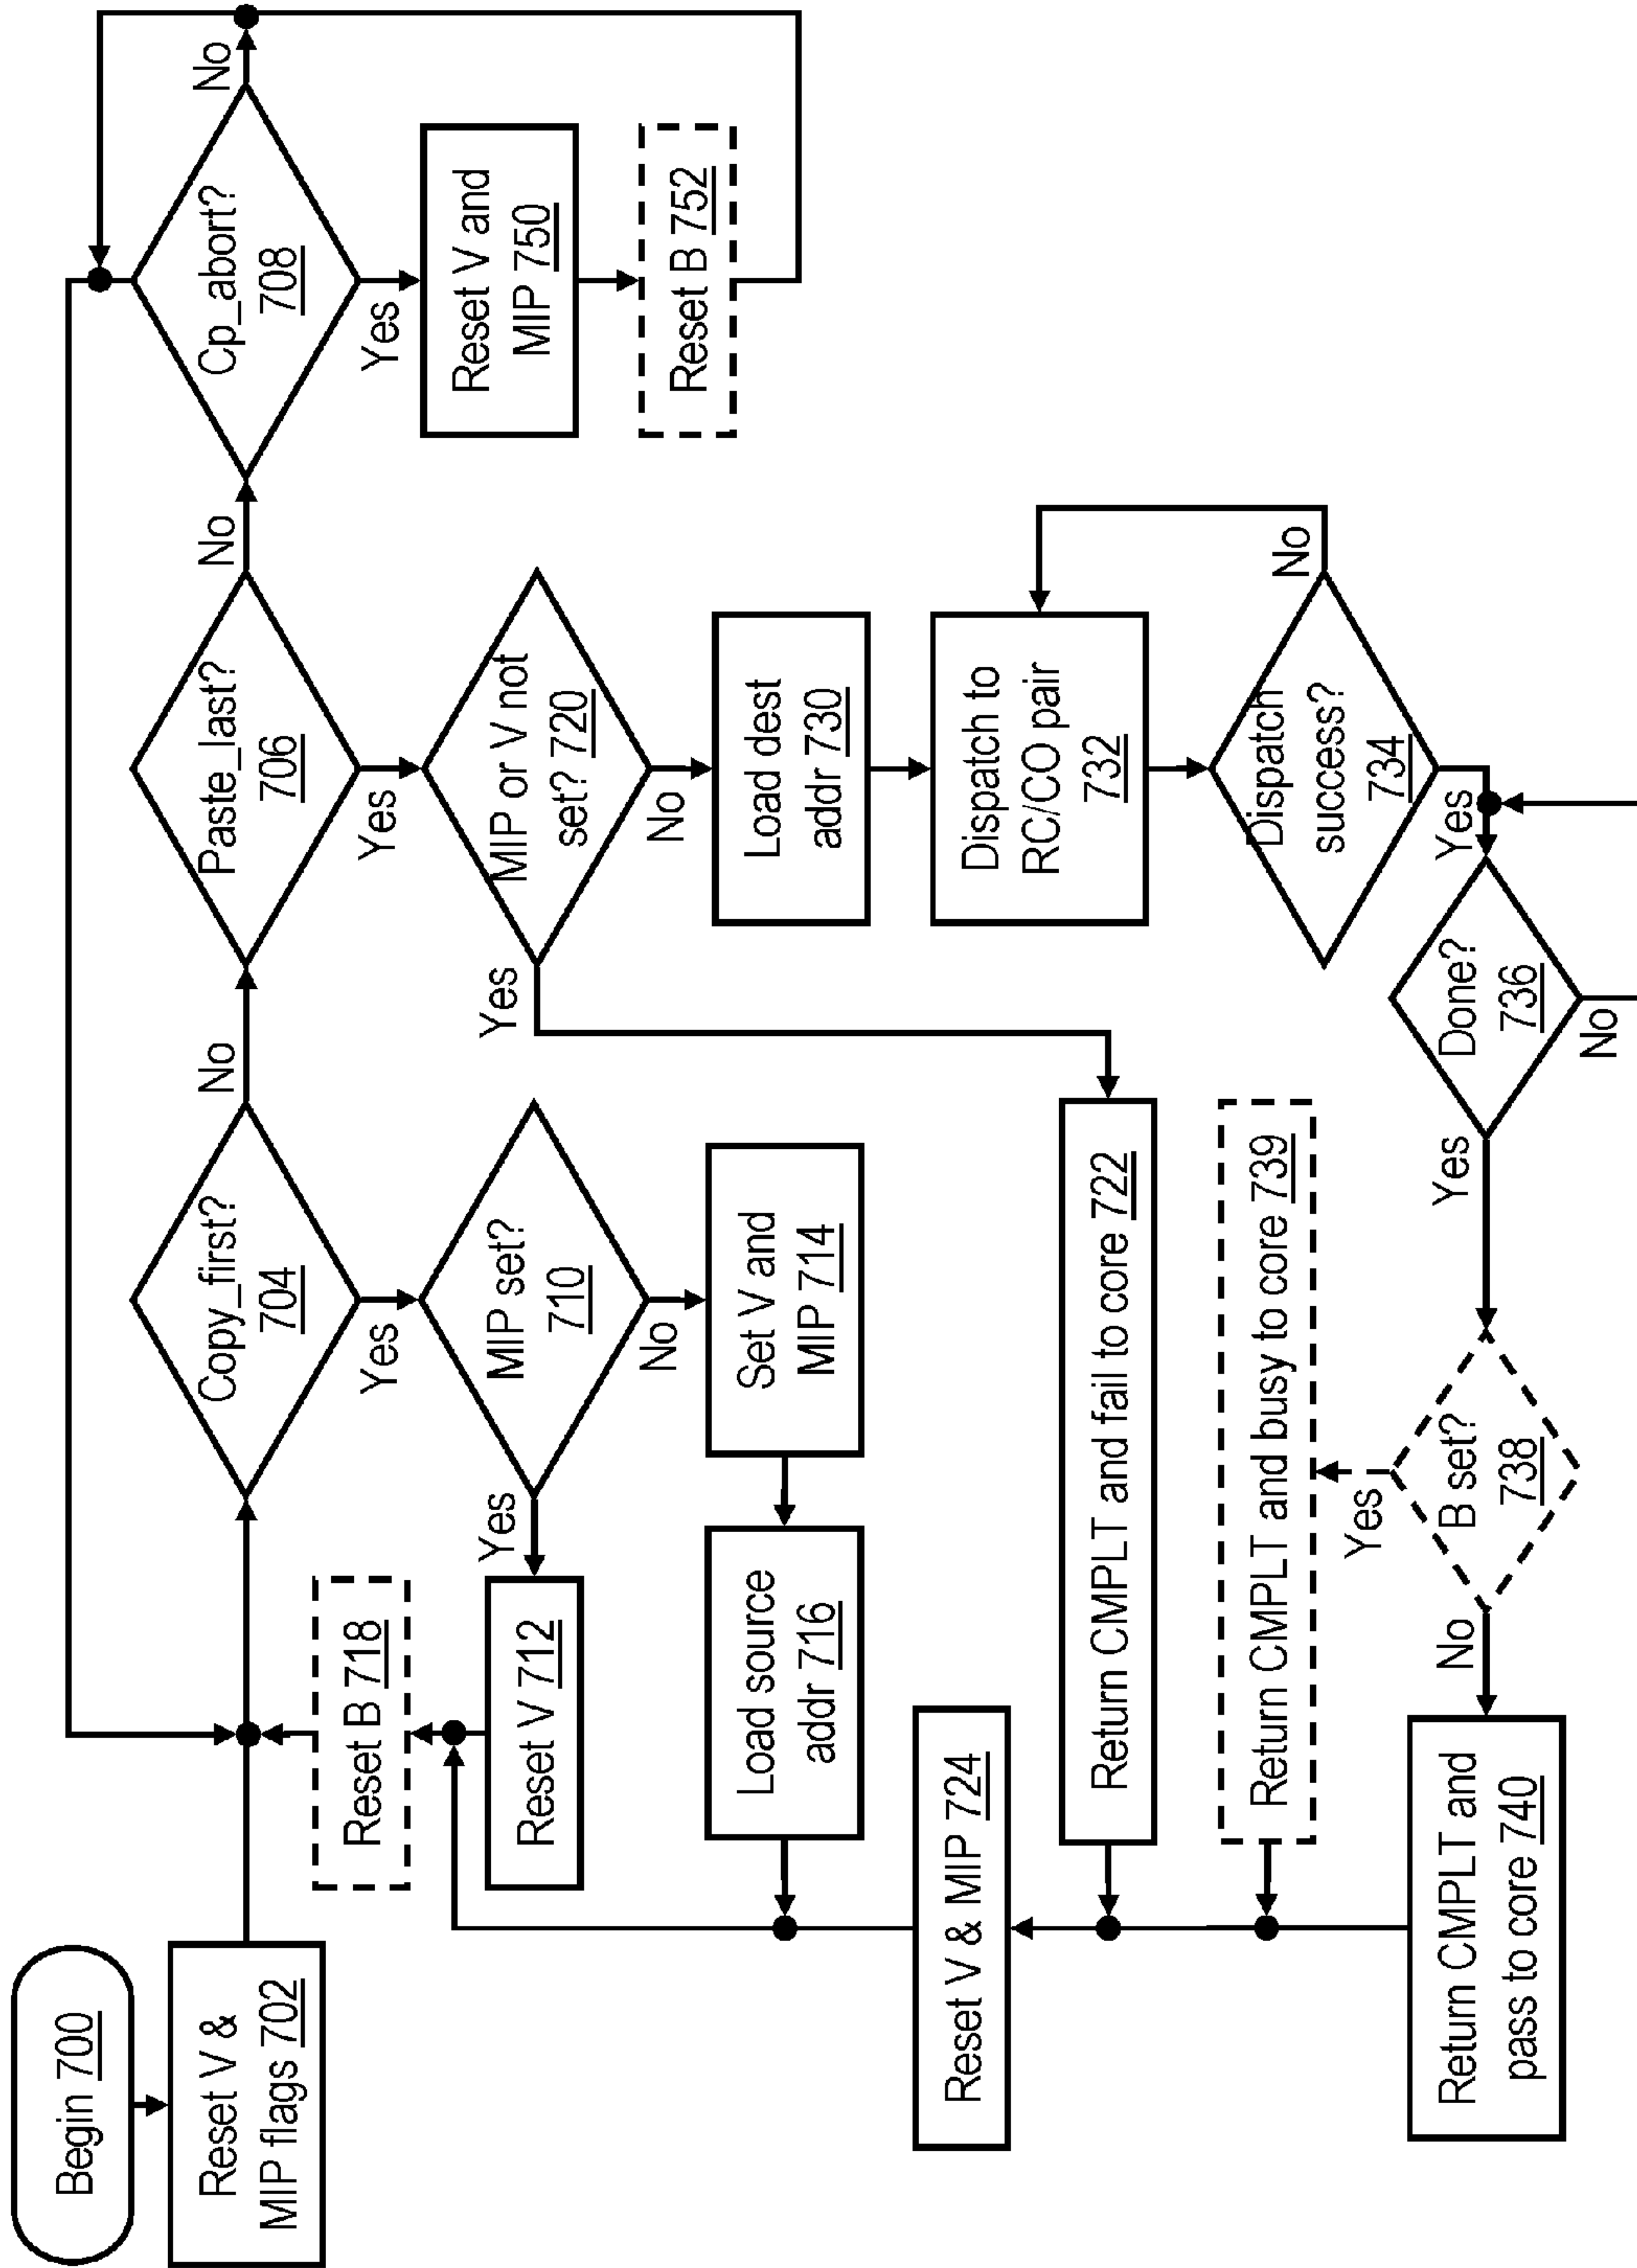 Begin 700
Reset V &
MIP flags 702
Copy_first?
704
No
Yes
Paste_last?
706
No
Yes
Cp_abort?
708
No
Yes
Reset V and
MIP 750
Reset B 752
Reset B 718
Reset V 712
Yes
MIP set?
710
No
Set V and
MIP 714
Load source
addr 716
MIP or V not
set? 720
Yes
No
Load dest
addr 730
Dispatch to
RC/CO pair
732
Dispatch
success?
734
No
Yes
Return CMPLT and fail to core 722
Reset V & MIP 724
Return CMPLT and busy to core 739
Done?
736
No
Yes
B set?
738
Yes
No
Return CMPLT and
pass to core 740